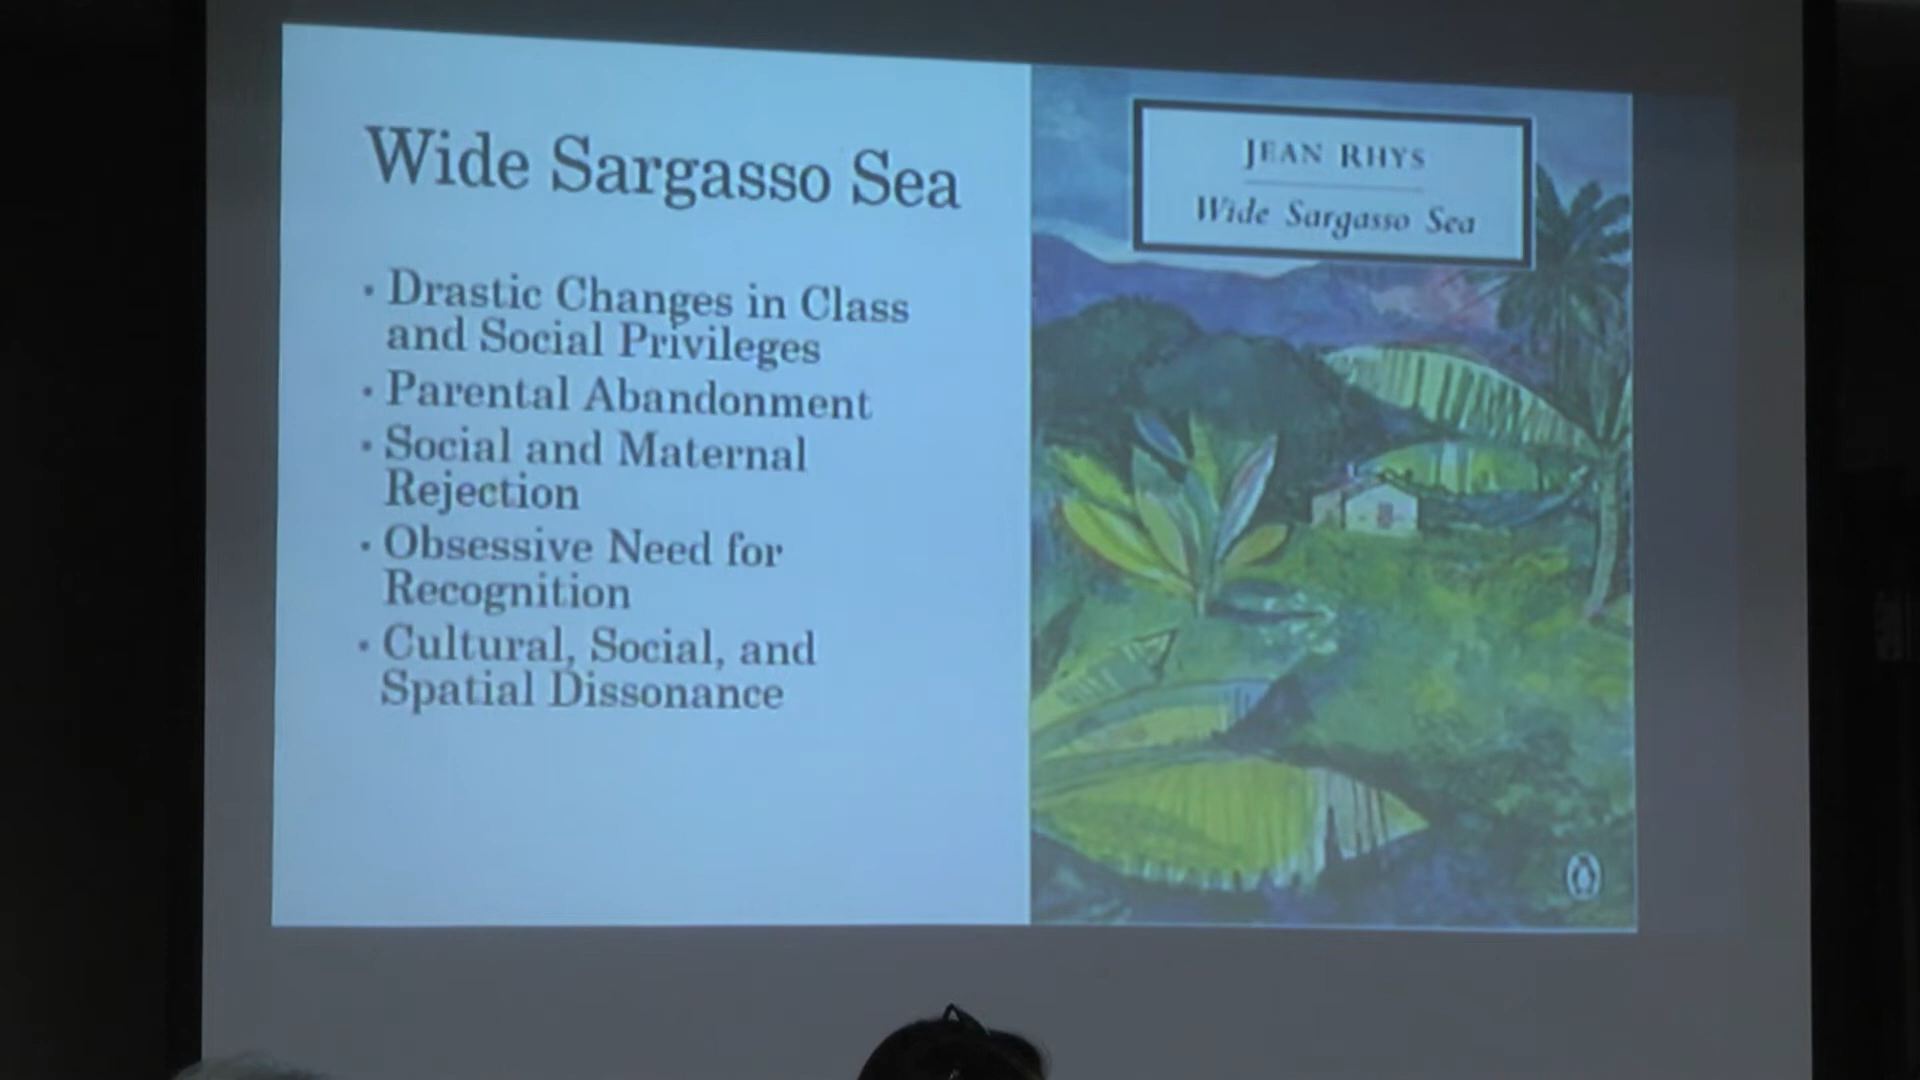 Wide Sargasso Sea
• Drastic Changes in Class
and Social Privileges
• Parental Abandonment
• Social and Maternal
Rejection
• Obsessive Need for
Recognition
• Cultural, Social, and
Spatial Dissonance
JEAN RHYS
Wide Sargasso Sea